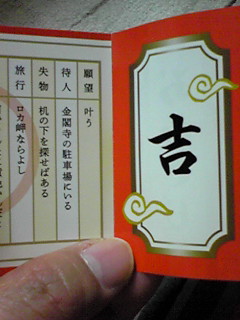 吉
願望 叶う
待人 金閣寺の駐車場にいる
失物 机の下を探せばある
旅行 ロカ岬ならよし